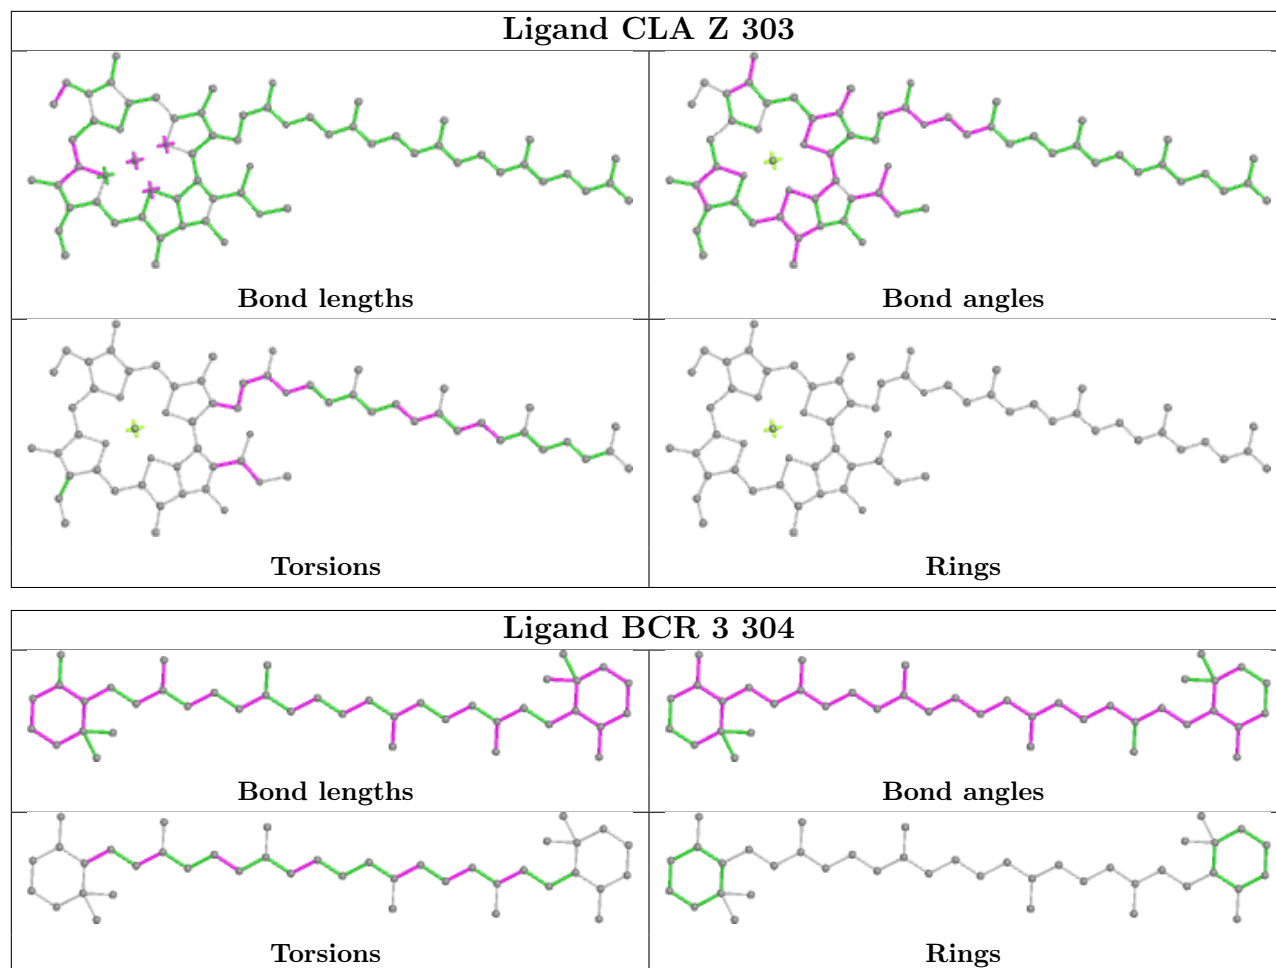 Ligand CLA Z 303
Bond lengths
Bond angles
Torsions
Rings
Ligand BCR 3 304
Bond lengths
Bond angles
Torsions
Rings